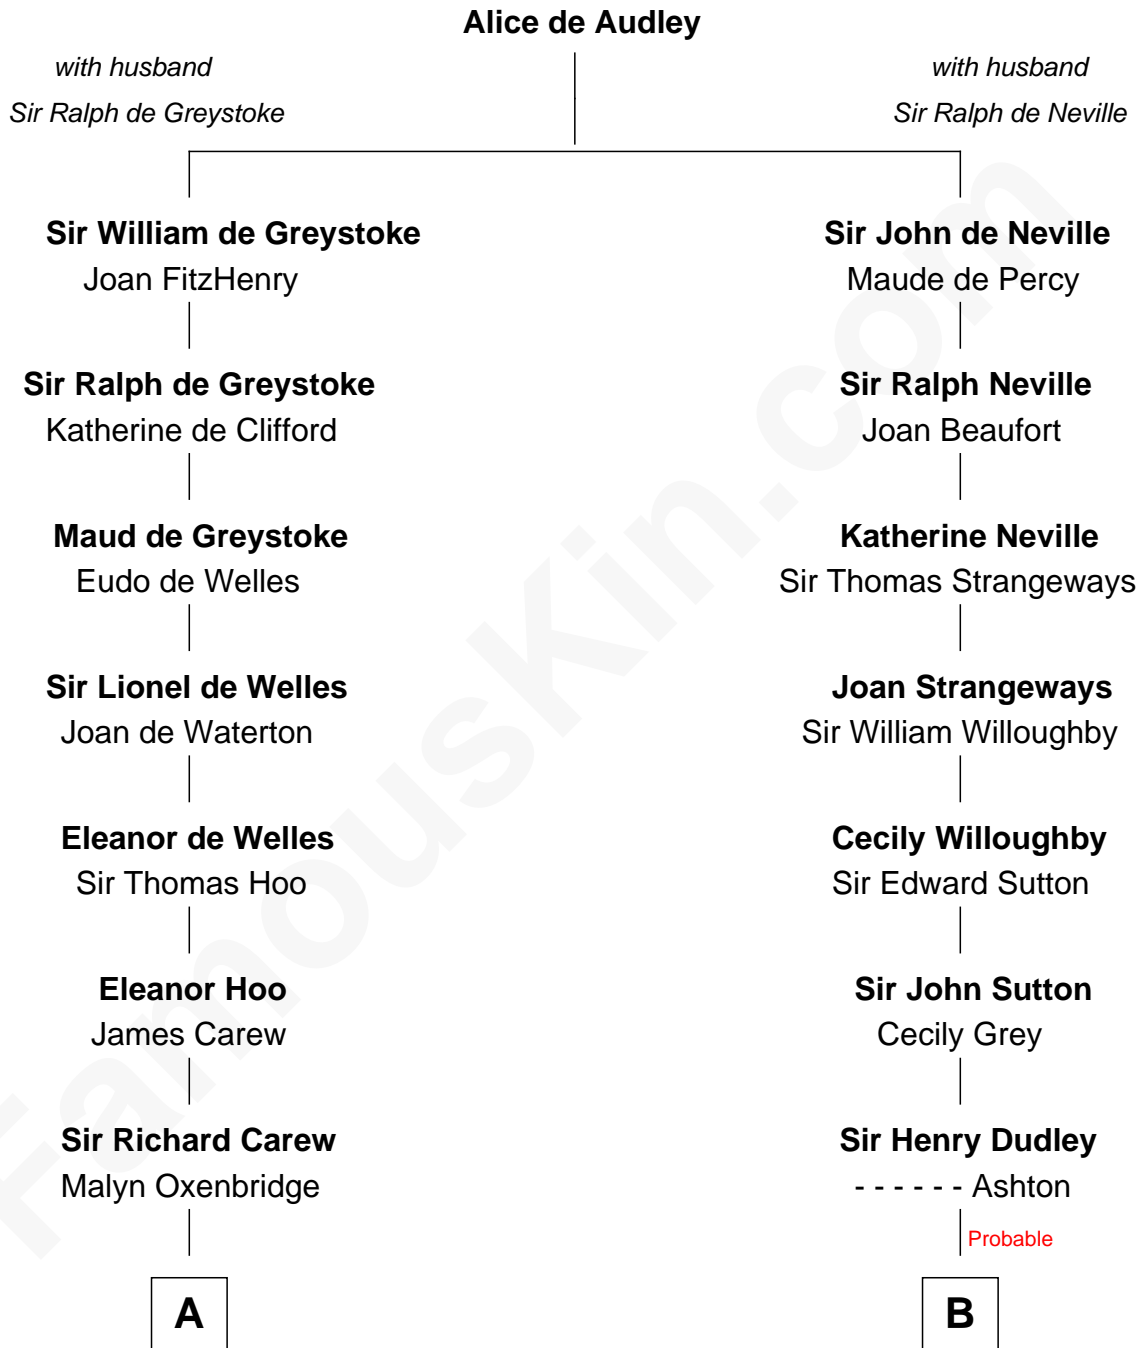 Alice de Audley
with husband
Sir Ralph de Greystoke
with husband
Sir Ralph de Neville
Sir William de Greystoke
Joan FitzHenry
Sir Ralph de Greystoke
Katherine de Clifford
Maud de Greystoke
Eudo de Welles
Sir Lionel de Welles
Joan de Waterton
Eleanor de Welles
Sir Thomas Hoo
Eleanor Hoo
James Carew
Sir Richard Carew
Malyn Oxenbridge
A
Sir John de Neville
Maude de Percy
Sir Ralph Neville
Joan Beaufort
Katherine Neville
Sir Thomas Strangeways
Joan Strangeways
Sir William Willoughby
Cecily Willoughby
Sir Edward Sutton
Sir John Sutton
Cecily Grey
Sir Henry Dudley
- - - - - - Ashton
Probable
B
FamousKin.com